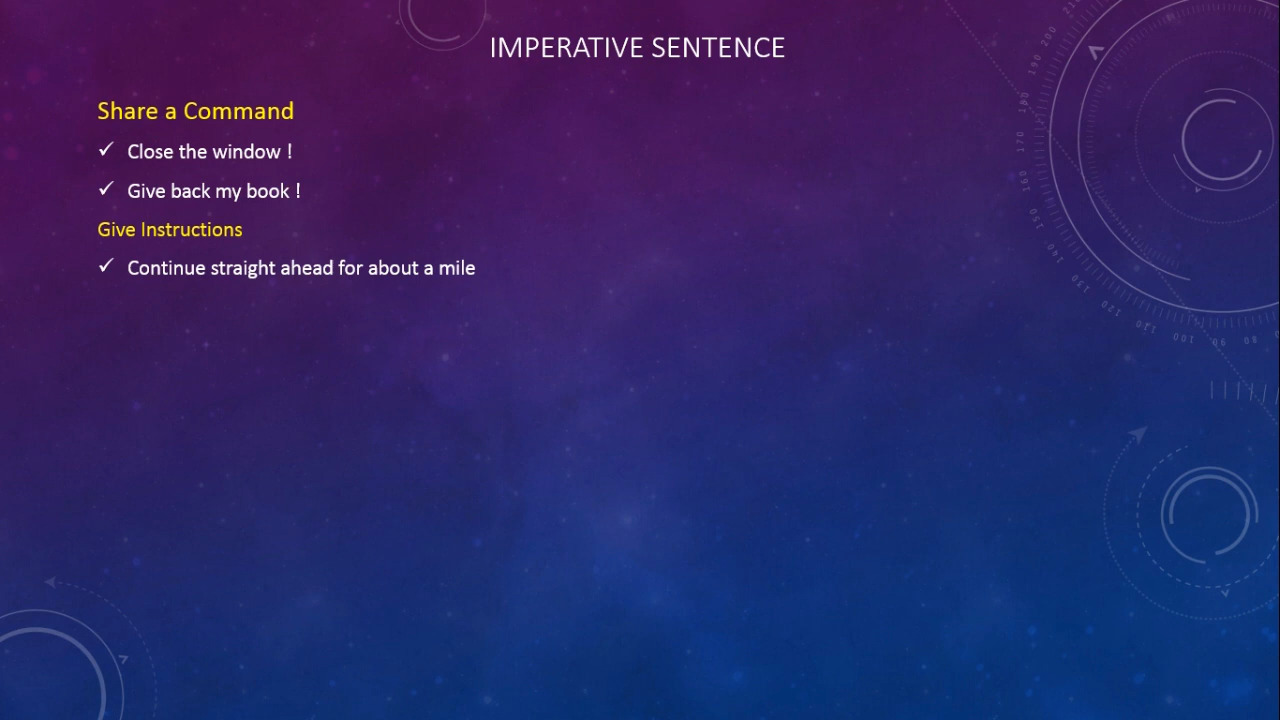 IMPERATIVE SENTENCE
Share a Command
✓ Close the window !
✓ Give back my book !
Give Instructions
✓ Continue straight ahead for about a mile